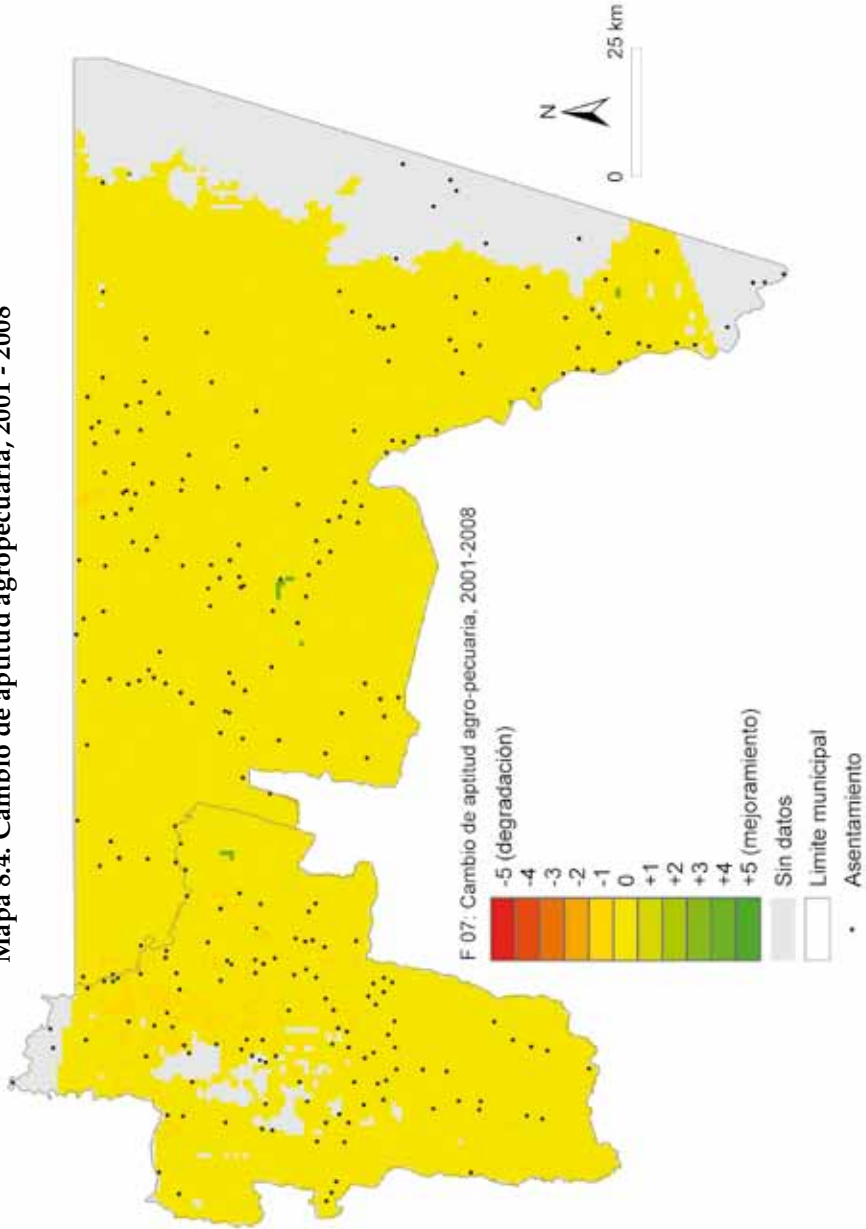 Mapa 8.4. Cambio de aptitud agropecuaria, 2001 - 2008
N
0 25 km
F 07: Cambio de aptitud agro-pecuaria, 2001-2008
-5 (degradación)
-4
-3
-2
-1
0
+1
+2
+3
+4
+5 (mejoramiento)
Sin datos
Limite municipal
Asentamiento